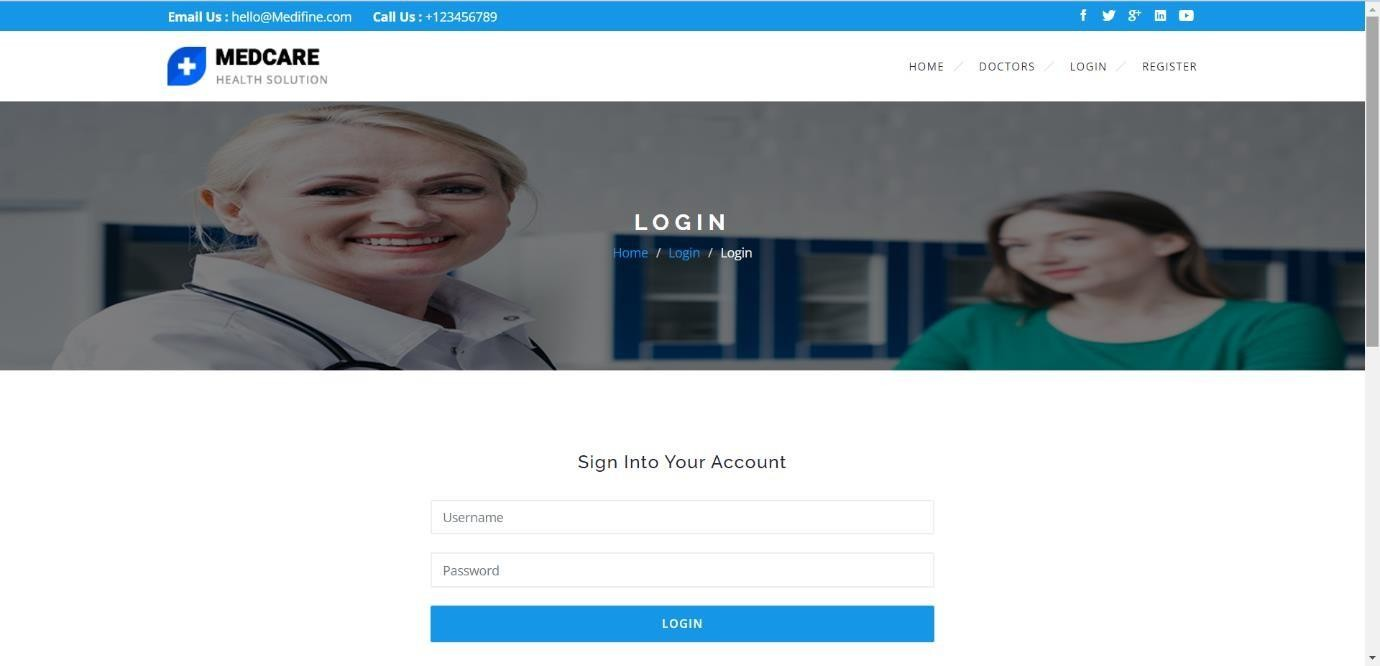 Email Us : hello@Medifine.com Call Us : +123456789
MEDCARE
HEALTH SOLUTION
HOME / DOCTORS / LOGIN / REGISTER
LOGIN
Home / Login / Login
Sign Into Your Account
Username
Password
LOGIN